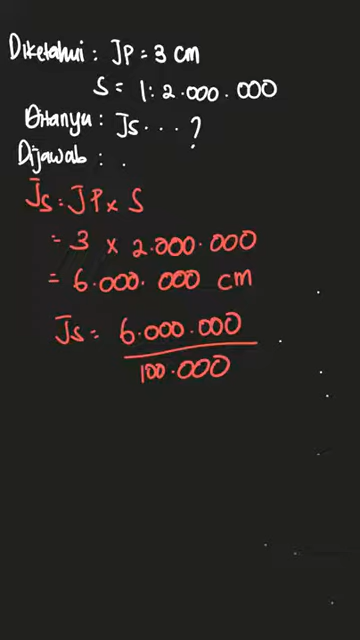 Diketahui : JP = 3 cm
S = 1 : 2.000.000
Ditanya : JS ... ?
Dijawab : .
JS = JP x S
= 3 x 2.000.000
= 6.000.000 cm
JS = 6.000.000
100.000